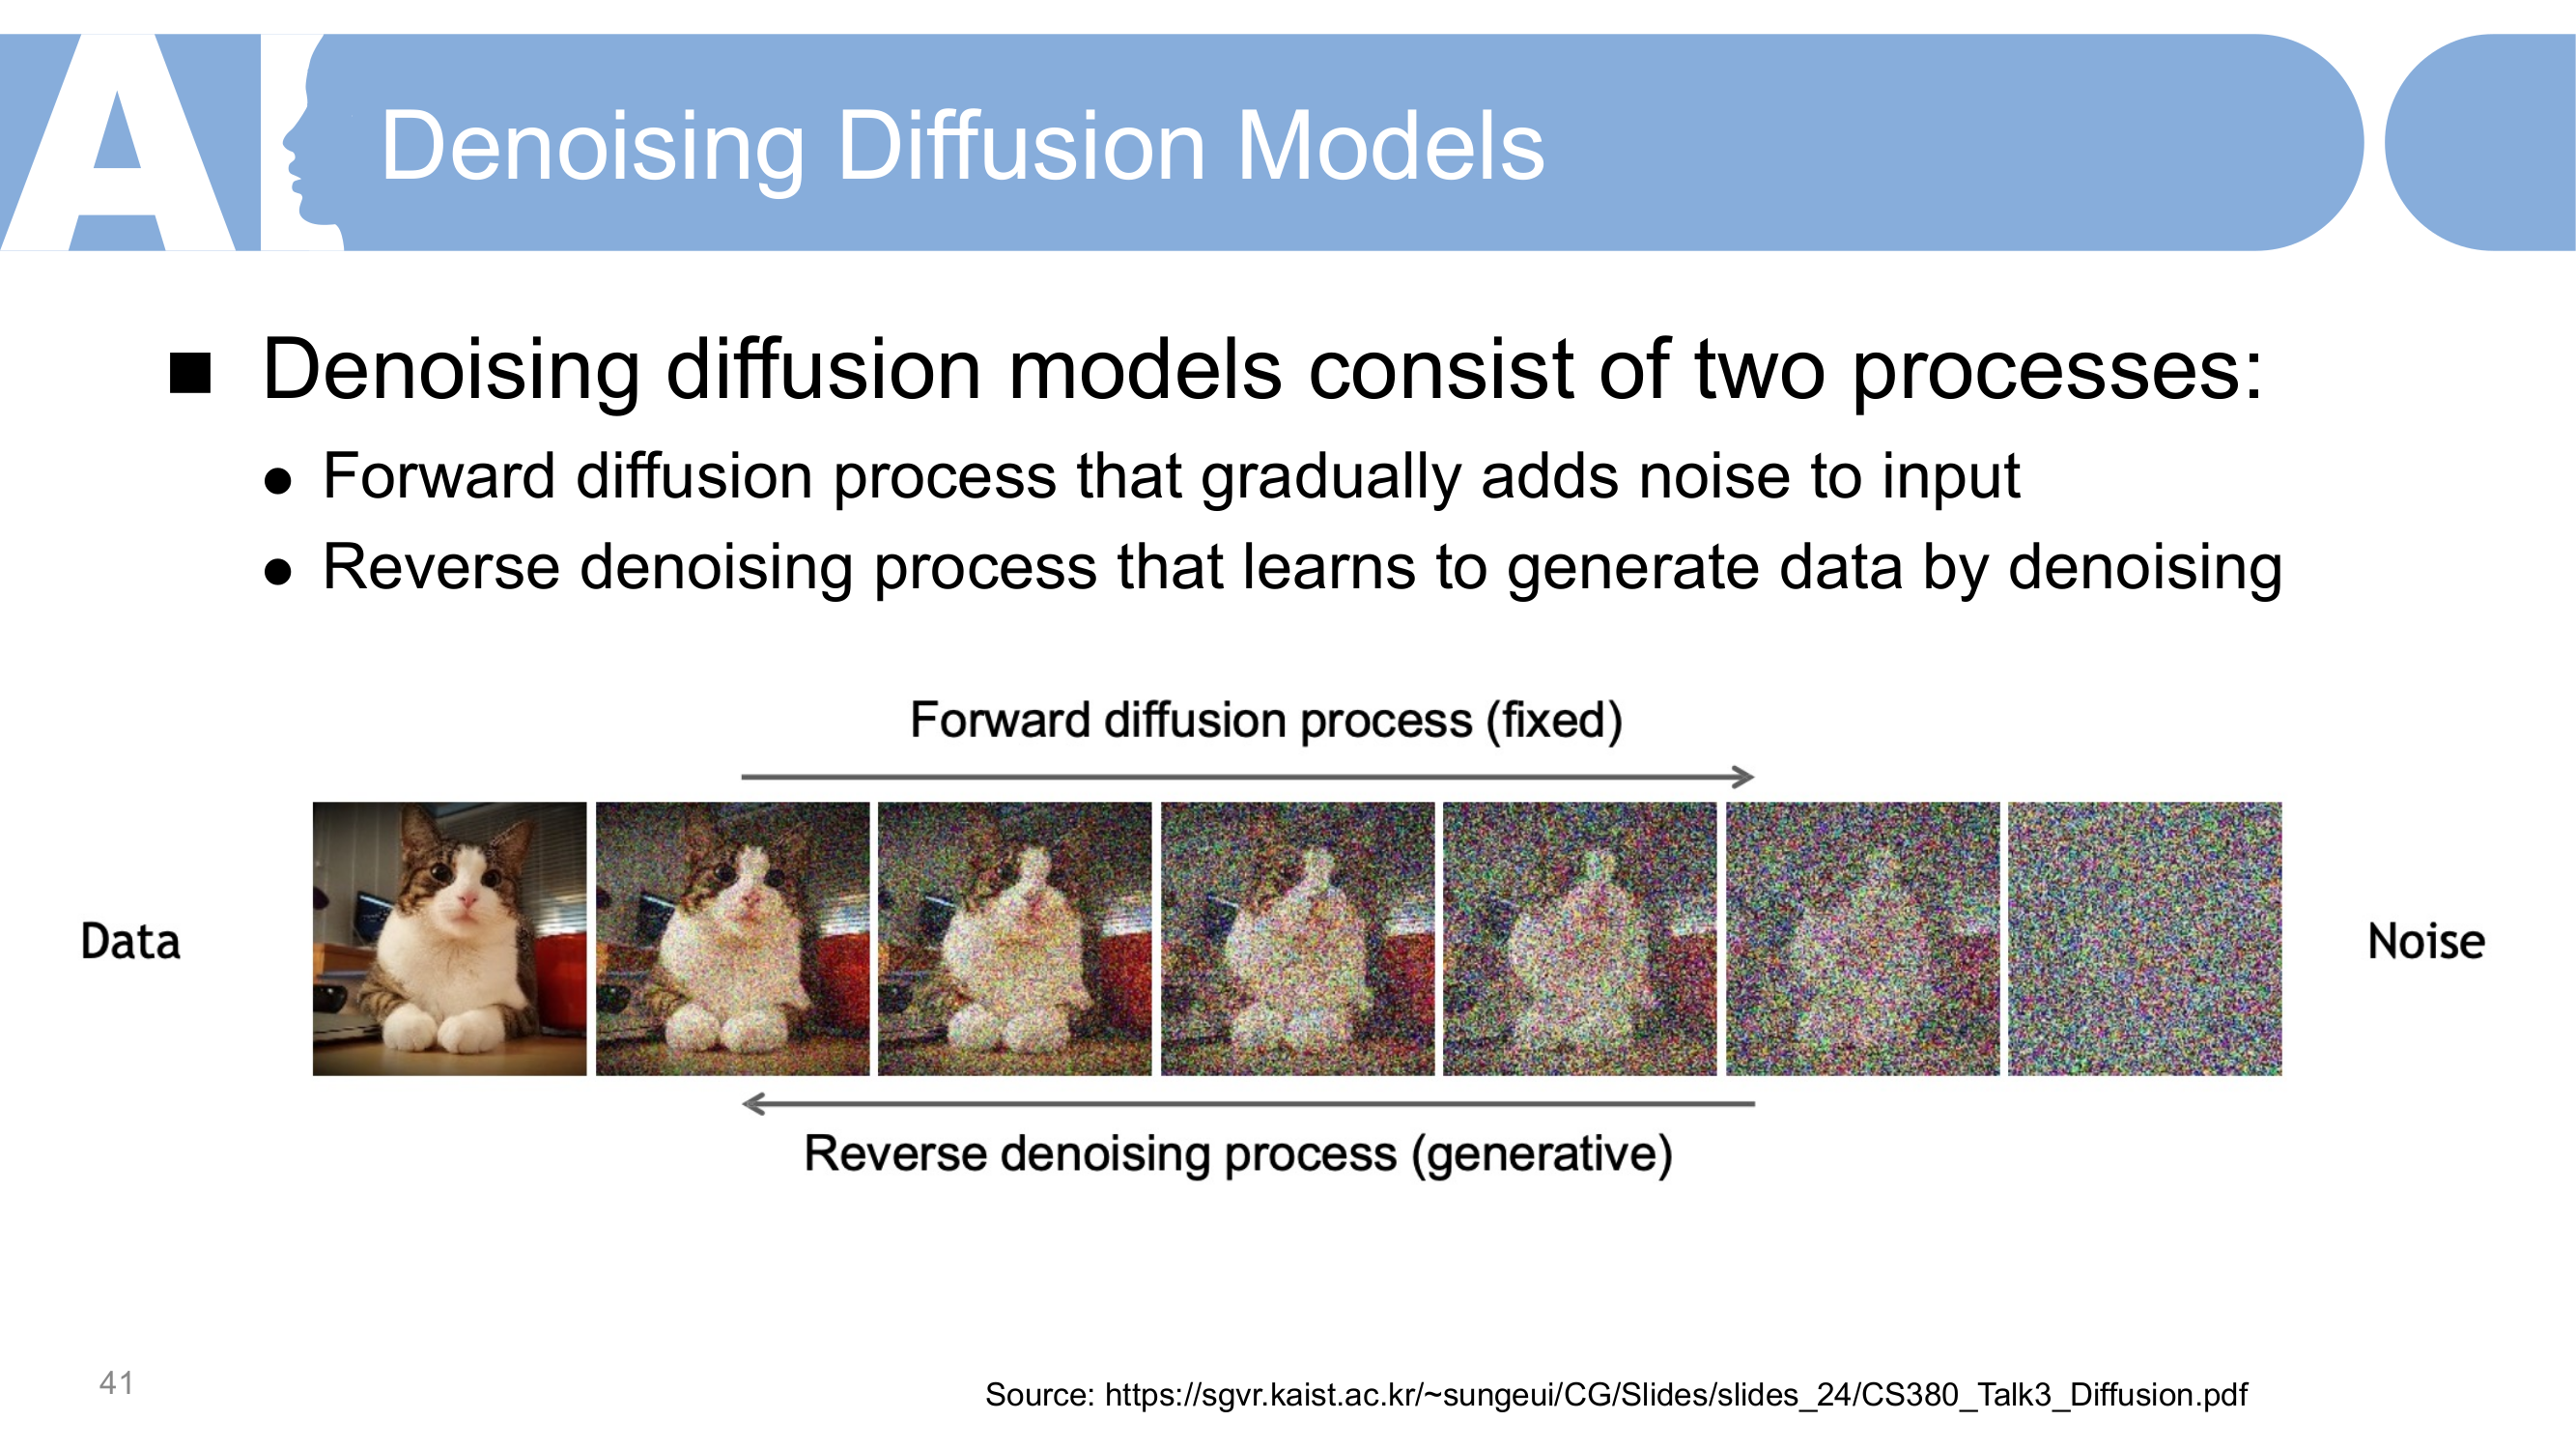 AI
Denoising Diffusion Models
Denoising diffusion models consist of two processes:
Forward diffusion process that gradually adds noise to input
Reverse denoising process that learns to generate data by denoising
Forward diffusion process (fixed)
Data
Noise
Reverse denoising process (generative)
41
Source: https://sgvr.kaist.ac.kr/~sungeui/CG/Slides/slides_24/CS380_Talk3_Diffusion.pdf